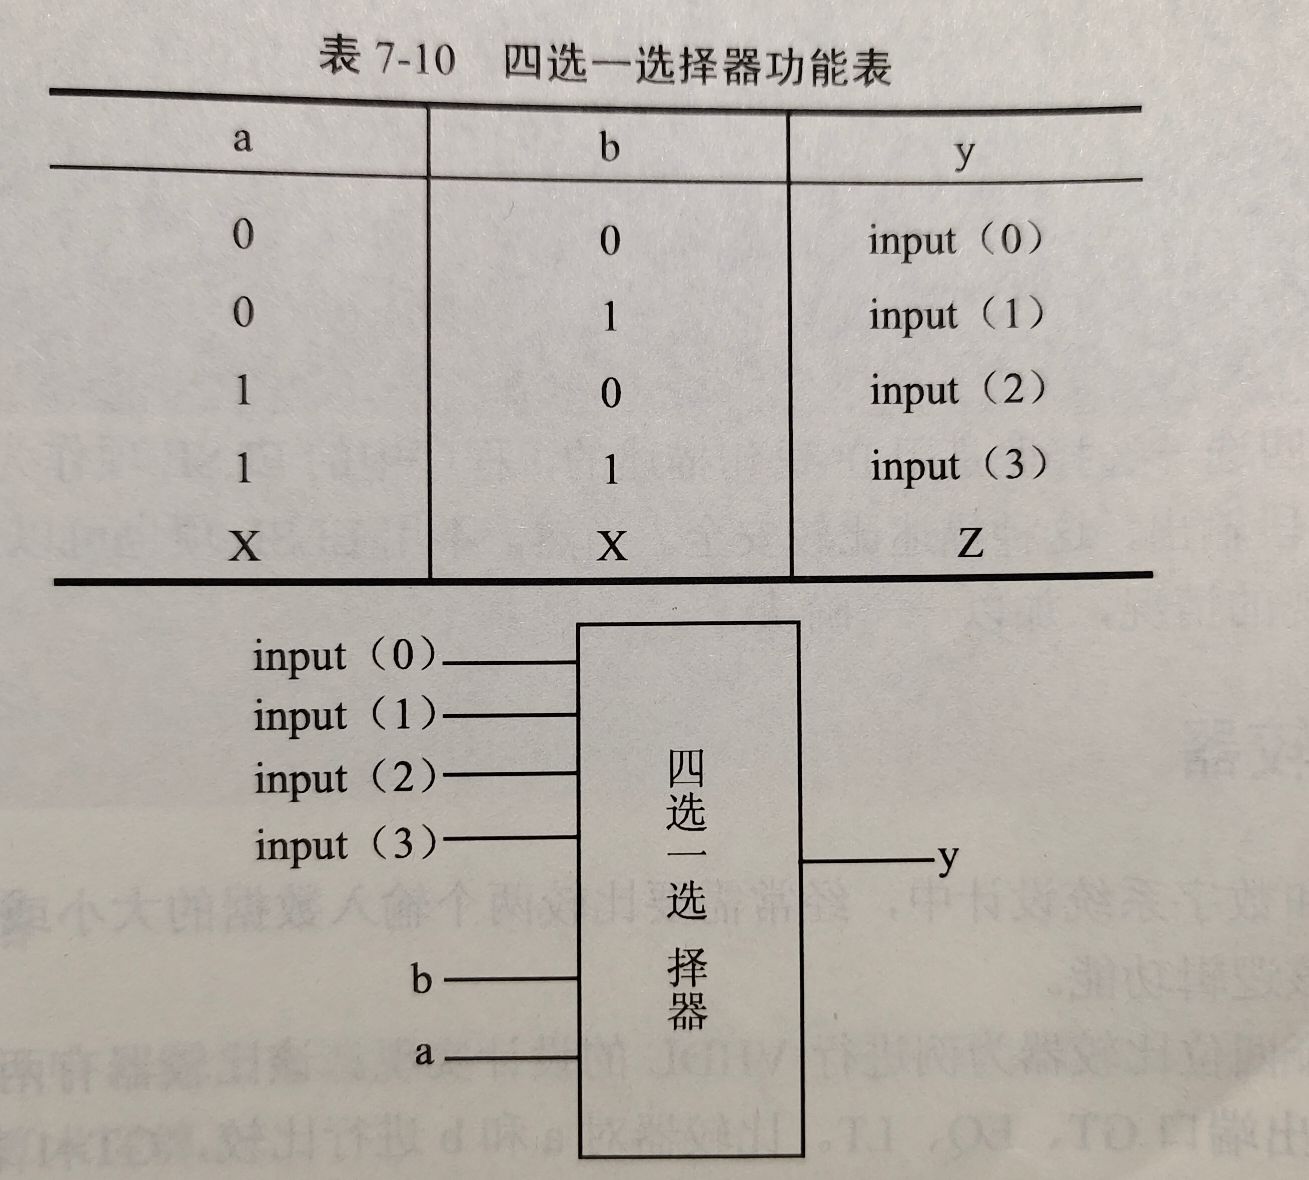 表 7-10 四选一选择器功能表
a b y
0 0 input（0）
0 1 input（1）
1 0 input（2）
1 1 input（3）
X X Z
input（0）
input（1）
input（2）
input（3）
四选一选择器
y
b
a